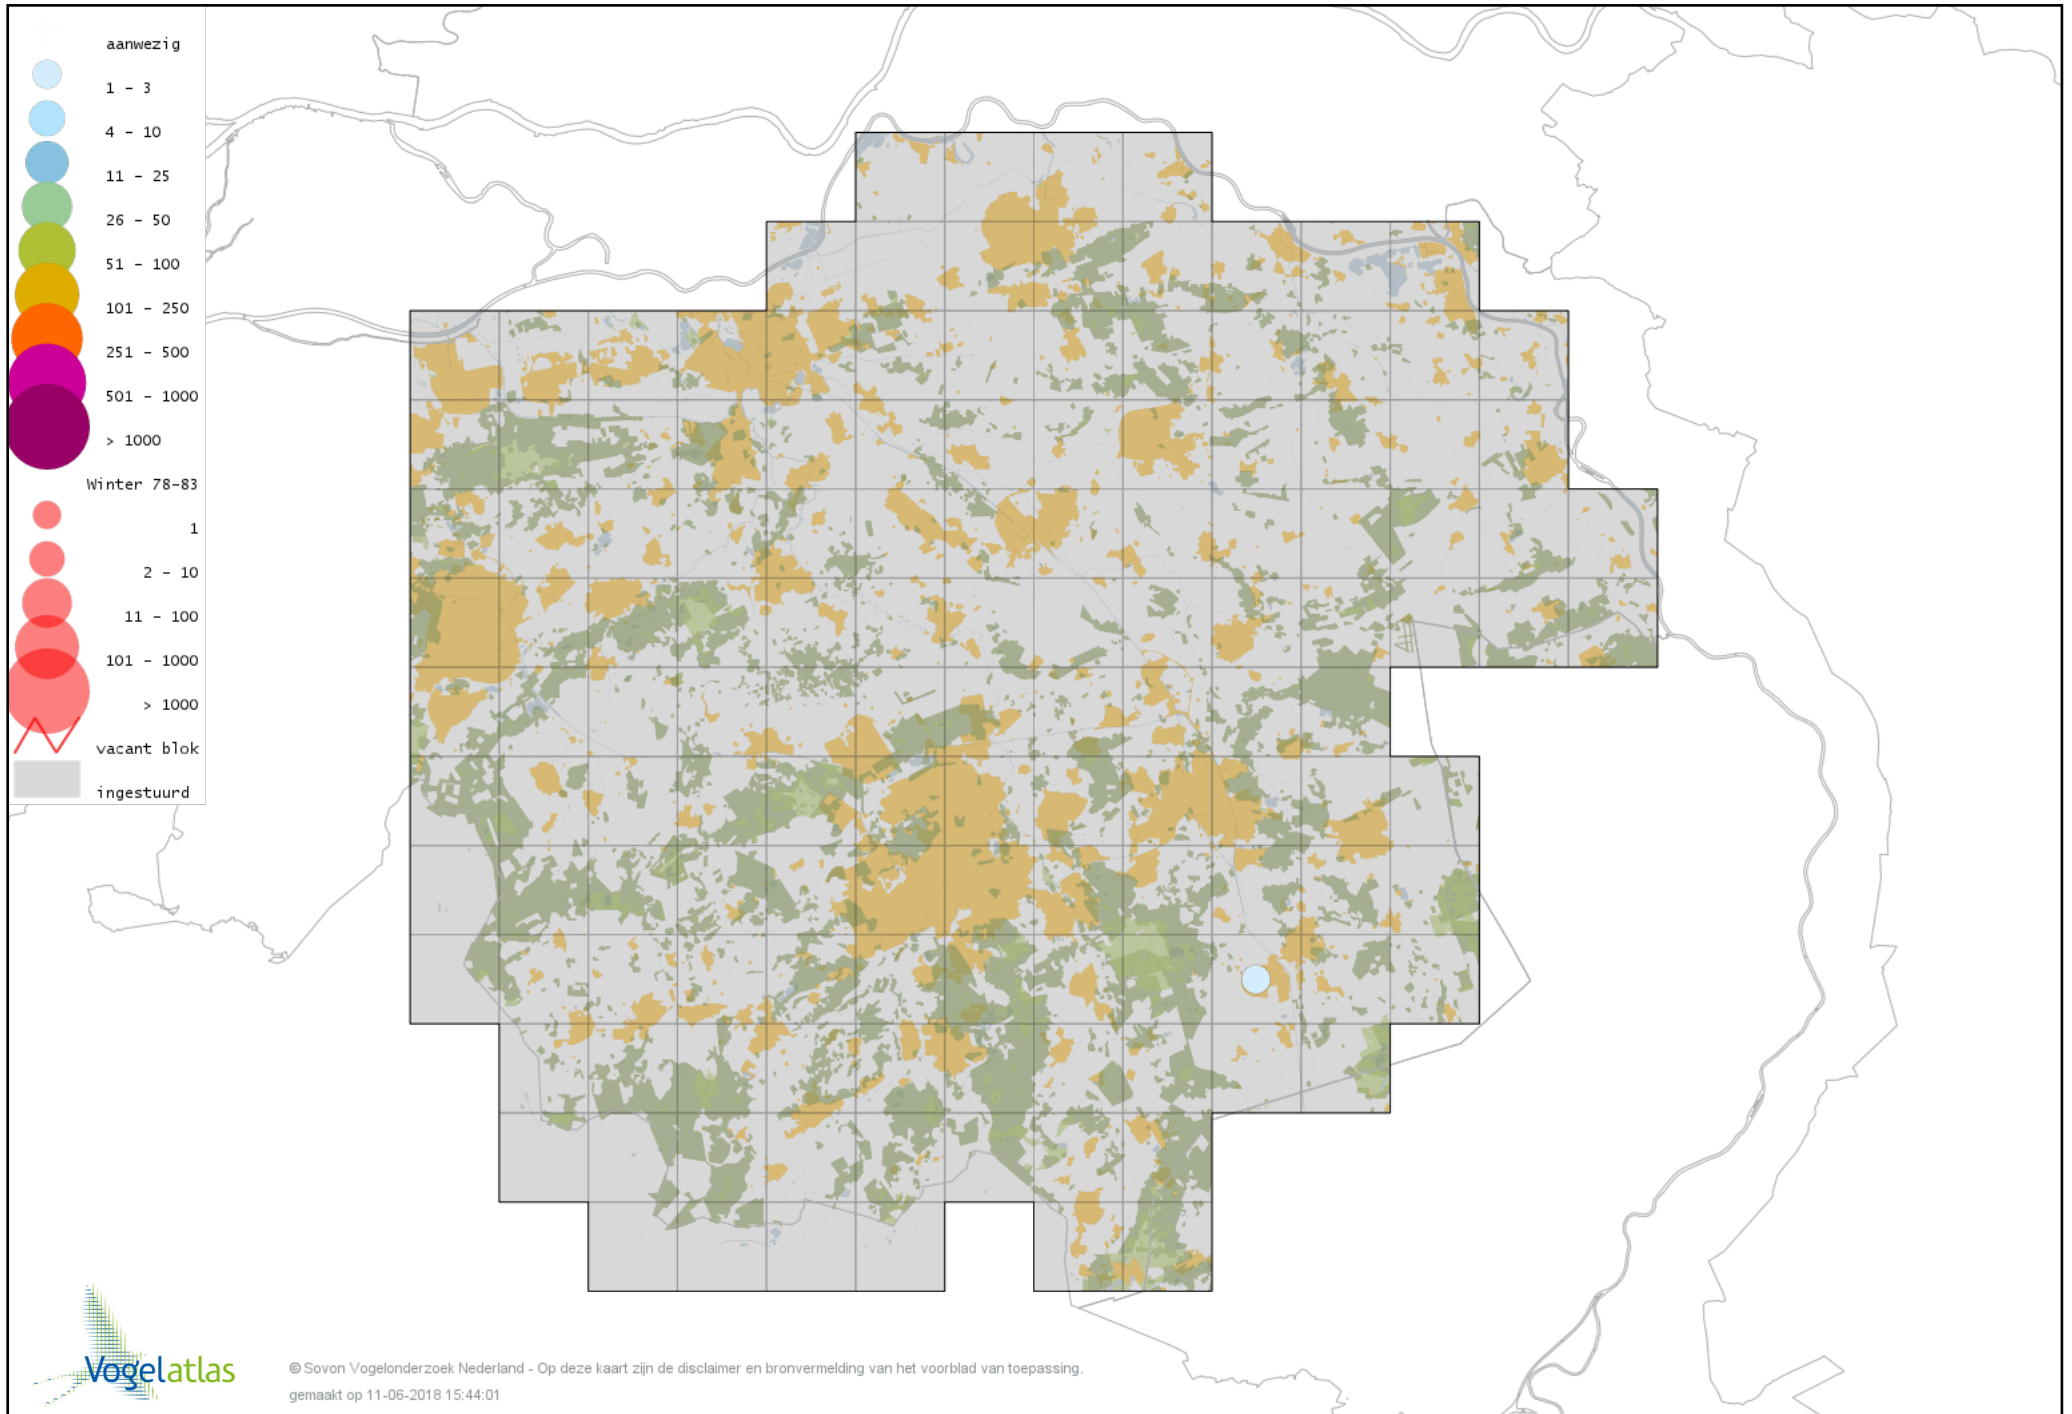 aanwezig
1 - 3
4 - 10
11 - 25
26 - 50
51 - 100
101 - 250
251 - 500
501 - 1000
> 1000
Winter 78-83
1
2 - 10
11 - 100
101 - 1000
> 1000
vacant blok
ingestuurd
Vogelatlas
© Sovon Vogelonderzoek Nederland - Op deze kaart zijn de disclaimer en bronvermelding van het voorblad van toepassing.
gemaakt op 11-06-2018 15:44:01